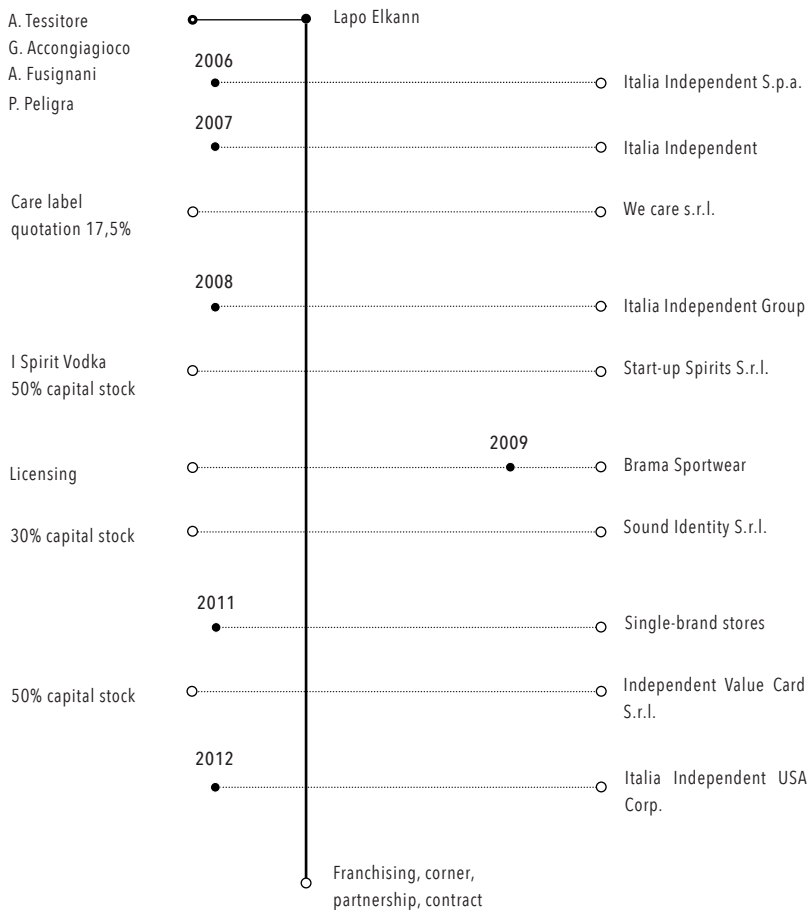 A. Tessitore
Lapo Elkann
G. Accongiagioco
A. Fusignani
P. Peligra
2006
Italia Independent S.p.a.
2007
Italia Independent
Care label
quotation 17,5%
We care s.r.l.
2008
Italia Independent Group
I Spirit Vodka
50% capital stock
Start-up Spirits S.r.l.
2009
Licensing
Brama Sportwear
30% capital stock
Sound Identity S.r.l.
2011
Single-brand stores
50% capital stock
Independent Value Card
S.r.l.
2012
Italia Independent USA
Corp.
Franchising, corner,
partnership, contract